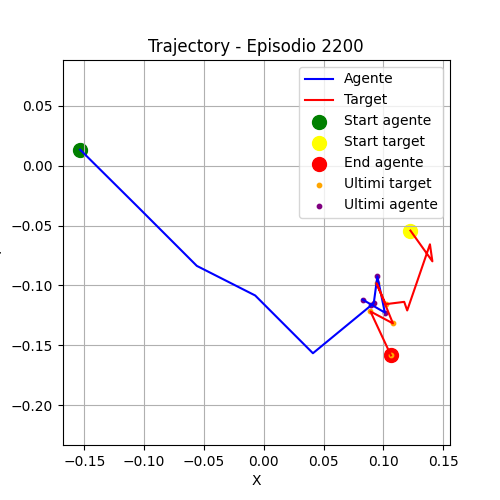 Trajectory - Episodio 2200
Agente
Target
Start agente
Start target
End agente
Ultimi target
Ultimi agente
0.05
0.00
−0.05
−0.10
−0.15
−0.20
−0.15 −0.10 −0.05 0.00 0.05 0.10 0.15
X